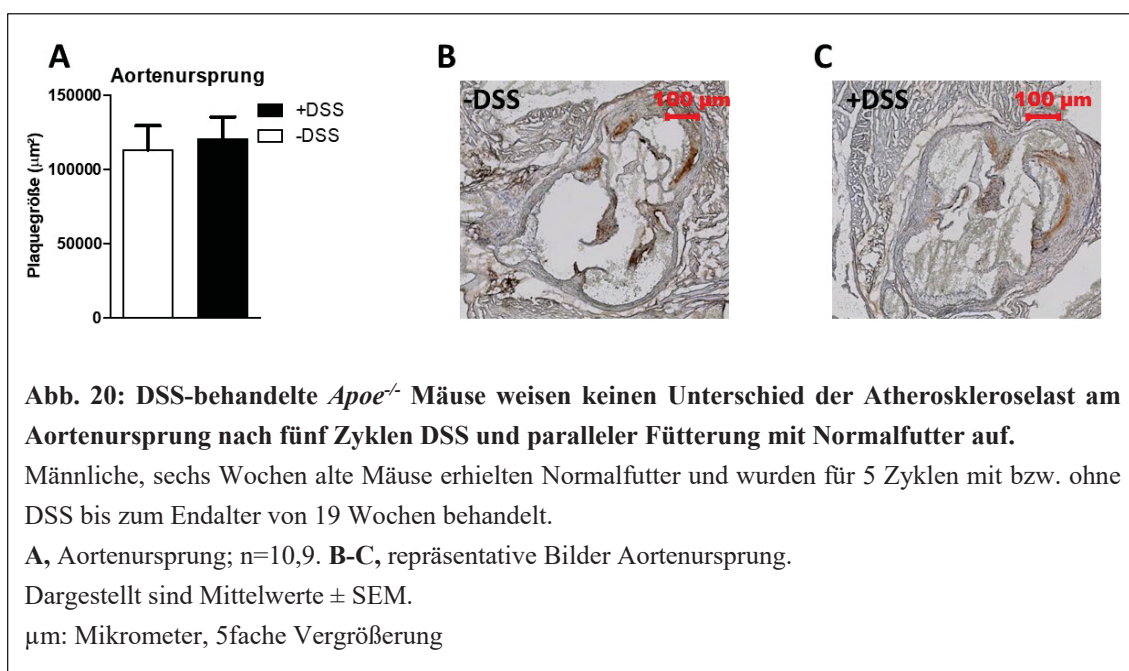 A
Aortenursprung
150000
100000
50000
0
Plaquegröße (µm²)
+DSS
-DSS
B
-DSS
100 µm
C
+DSS
100 µm
Abb. 20: DSS-behandelte Apoe-/- Mäuse weisen keinen Unterschied der Atheroskleroselast am
Aortenursprung nach fünf Zyklen DSS und paralleler Fütterung mit Normalfutter auf.
Männliche, sechs Wochen alte Mäuse erhielten Normalfutter und wurden für 5 Zyklen mit bzw. ohne
DSS bis zum Endalter von 19 Wochen behandelt.
A, Aortenursprung; n=10,9. B-C, repräsentative Bilder Aortenursprung.
Dargestellt sind Mittelwerte ± SEM.
µm: Mikrometer, 5fache Vergrößerung